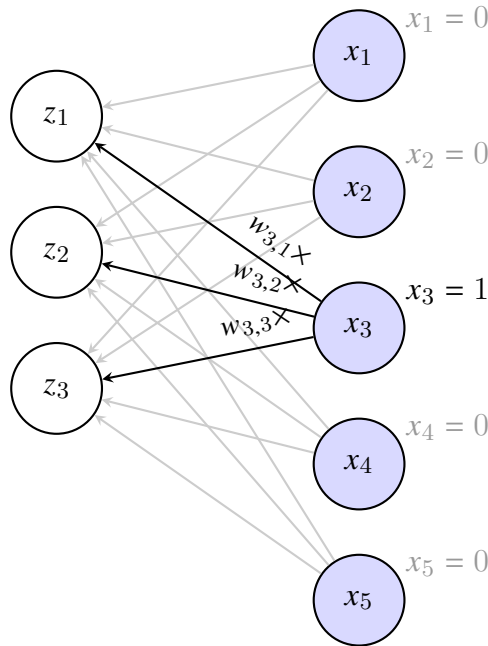 x₁ = 0
x₁
z₁
x₂ = 0
x₂
w₃,₁×
z₂
w₃,₂×
x₃ = 1
w₃,₃×
x₃
z₃
x₄ = 0
x₄
x₅ = 0
x₅